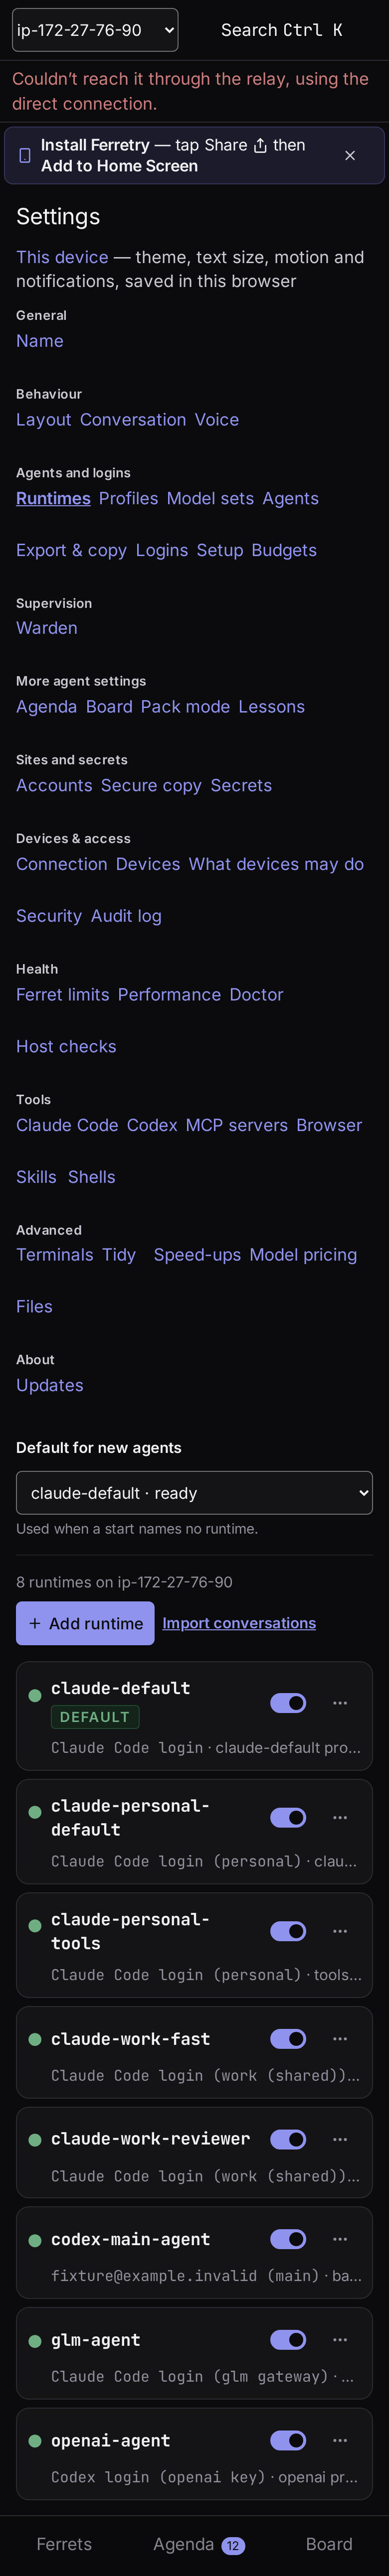 ip-172-27-76-90
Search Ctrl K
Couldn’t reach it through the relay, using the
direct connection.
Install Ferretry — tap Share then
Add to Home Screen
Settings
This device — theme, text size, motion and
notifications, saved in this browser
General
Name
Behaviour
Layout Conversation Voice
Agents and logins
Runtimes Profiles Model sets Agents
Export & copy Logins Setup Budgets
Supervision
Warden
More agent settings
Agenda Board Pack mode Lessons
Sites and secrets
Accounts Secure copy Secrets
Devices & access
Connection Devices What devices may do
Security Audit log
Health
Ferret limits Performance Doctor
Host checks
Tools
Claude Code Codex MCP servers Browser
Skills Shells
Advanced
Terminals Tidy Speed-ups Model pricing
Files
About
Updates
Default for new agents
claude-default · ready
Used when a start names no runtime.
8 runtimes on ip-172-27-76-90
+ Add runtime Import conversations
claude-default
DEFAULT
Claude Code login · claude-default pro…
claude-personal-
default
Claude Code login (personal) · clau…
claude-personal-
tools
Claude Code login (personal) · tools…
claude-work-fast
Claude Code login (work (shared))…
claude-work-reviewer
Claude Code login (work (shared))…
codex-main-agent
fixture@example.invalid (main) · ba…
glm-agent
Claude Code login (glm gateway) · …
openai-agent
Codex login (openai key) · openai pr…
Ferrets Agenda 12 Board